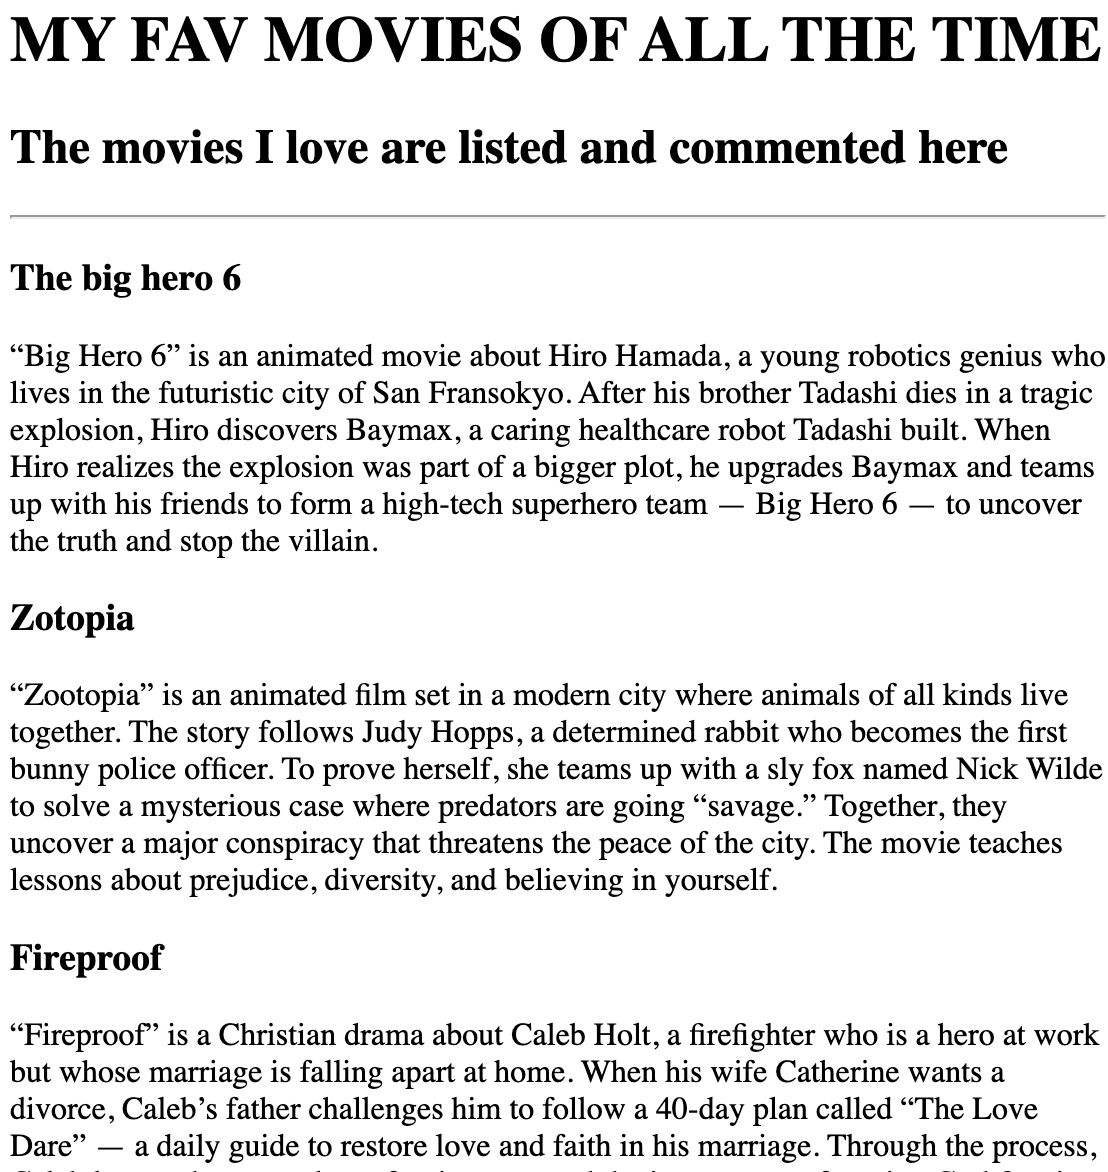 MY FAV MOVIES OF ALL THE TIME
The movies I love are listed and commented here
The big hero 6
“Big Hero 6” is an animated movie about Hiro Hamada, a young robotics genius who
lives in the futuristic city of San Fransokyo. After his brother Tadashi dies in a tragic
explosion, Hiro discovers Baymax, a caring healthcare robot Tadashi built. When
Hiro realizes the explosion was part of a bigger plot, he upgrades Baymax and teams
up with his friends to form a high-tech superhero team — Big Hero 6 — to uncover
the truth and stop the villain.
Zotopia
“Zootopia” is an animated film set in a modern city where animals of all kinds live
together. The story follows Judy Hopps, a determined rabbit who becomes the first
bunny police officer. To prove herself, she teams up with a sly fox named Nick Wilde
to solve a mysterious case where predators are going “savage.” Together, they
uncover a major conspiracy that threatens the peace of the city. The movie teaches
lessons about prejudice, diversity, and believing in yourself.
Fireproof
“Fireproof” is a Christian drama about Caleb Holt, a firefighter who is a hero at work
but whose marriage is falling apart at home. When his wife Catherine wants a
divorce, Caleb’s father challenges him to follow a 40-day plan called “The Love
Dare” — a daily guide to restore love and faith in his marriage. Through the process,